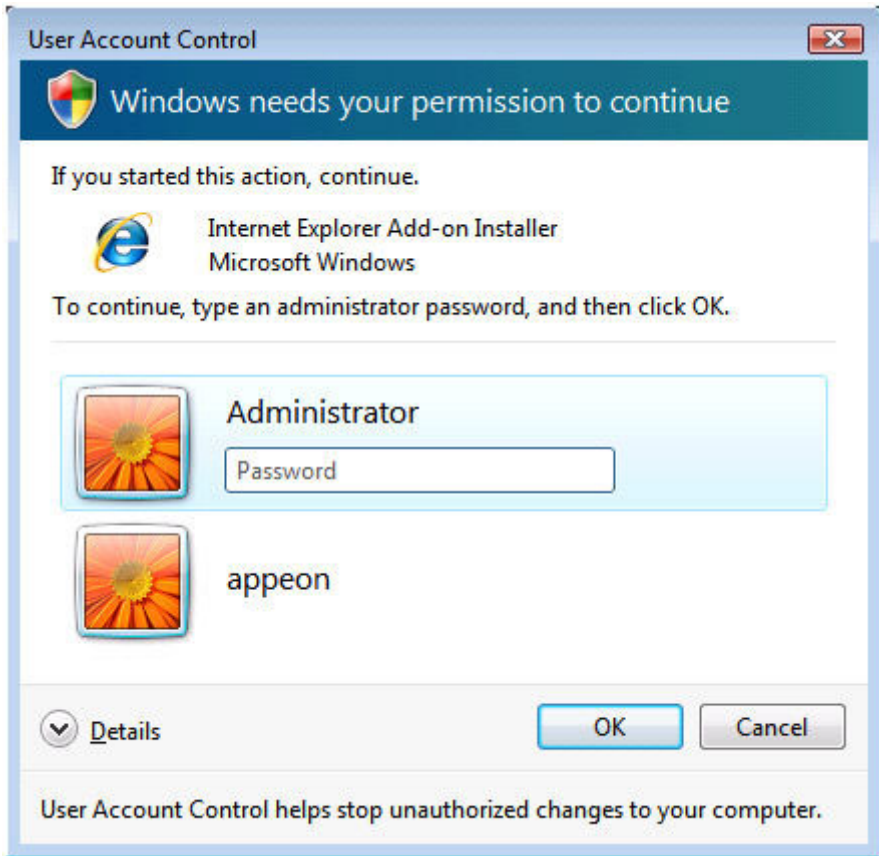 User Account Control
Windows needs your permission to continue
If you started this action, continue.
Internet Explorer Add-on Installer
Microsoft Windows
To continue, type an administrator password, and then click OK.
Administrator
Password
appeon
Details
OK
Cancel
User Account Control helps stop unauthorized changes to your computer.